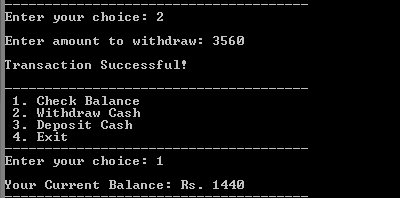 Enter your choice: 2
Enter amount to withdraw: 3560
Transaction Successful!
1. Check Balance
2. Withdraw Cash
3. Deposit Cash
4. Exit
Enter your choice: 1
Your Current Balance: Rs. 1440